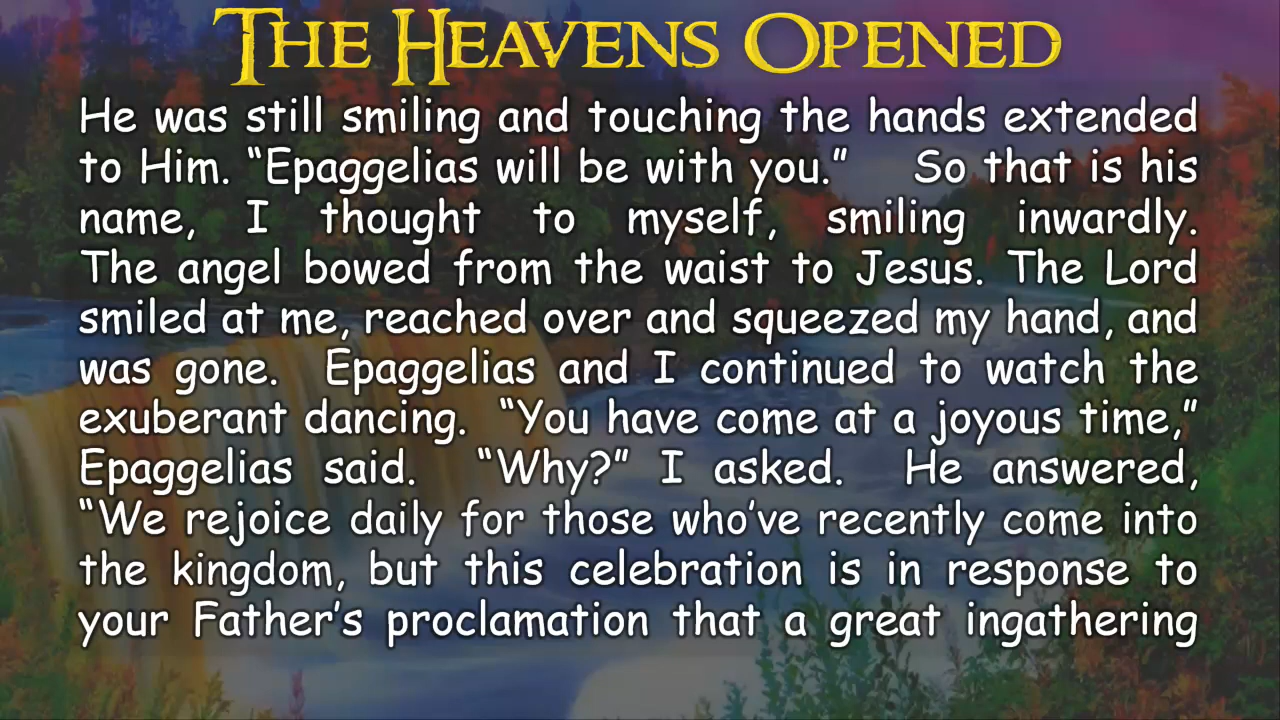 THE HEAVENS OPENED
He was still smiling and touching the hands extended
to Him. “Epaggelias will be with you.” So that is his
name, I thought to myself, smiling inwardly.
The angel bowed from the waist to Jesus. The Lord
smiled at me, reached over and squeezed my hand, and
was gone. Epaggelias and I continued to watch the
exuberant dancing. “You have come at a joyous time,”
Epaggelias said. “Why?” I asked. He answered,
“We rejoice daily for those who’ve recently come into
the kingdom, but this celebration is in response to
your Father’s proclamation that a great ingathering